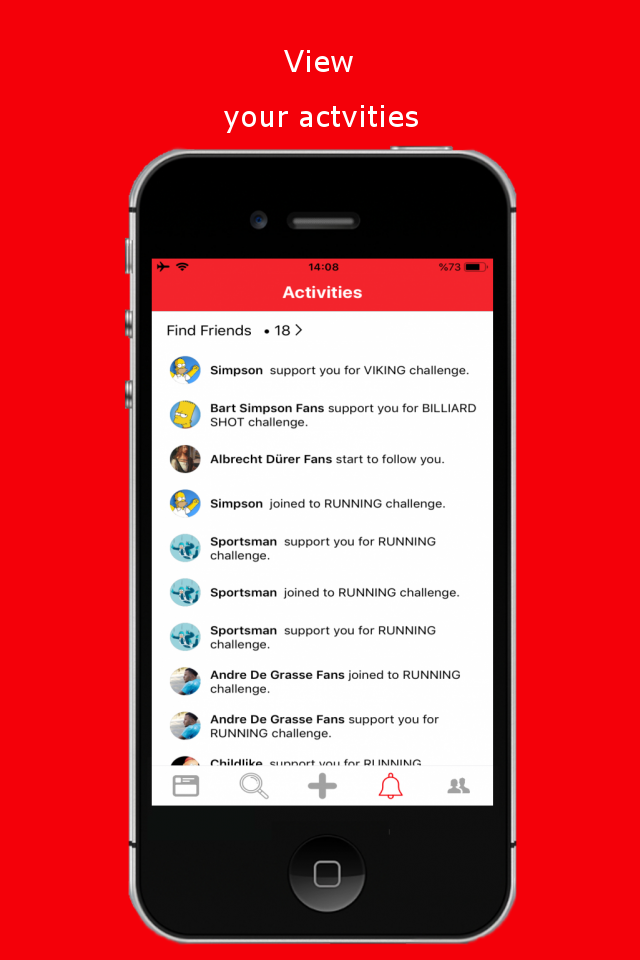 View
your actvities
14:08
%73
Activities
Find Friends • 18 >
Simpson support you for VIKING challenge.
Bart Simpson Fans support you for BILLIARD
SHOT challenge.
Albrecht Dürer Fans start to follow you.
Simpson joined to RUNNING challenge.
Sportsman support you for RUNNING
challenge.
Sportsman joined to RUNNING challenge.
Sportsman support you for RUNNING
challenge.
Andre De Grasse Fans joined to RUNNING
challenge.
Andre De Grasse Fans support you for
RUNNING challenge.
Childlike support you for RUNNING